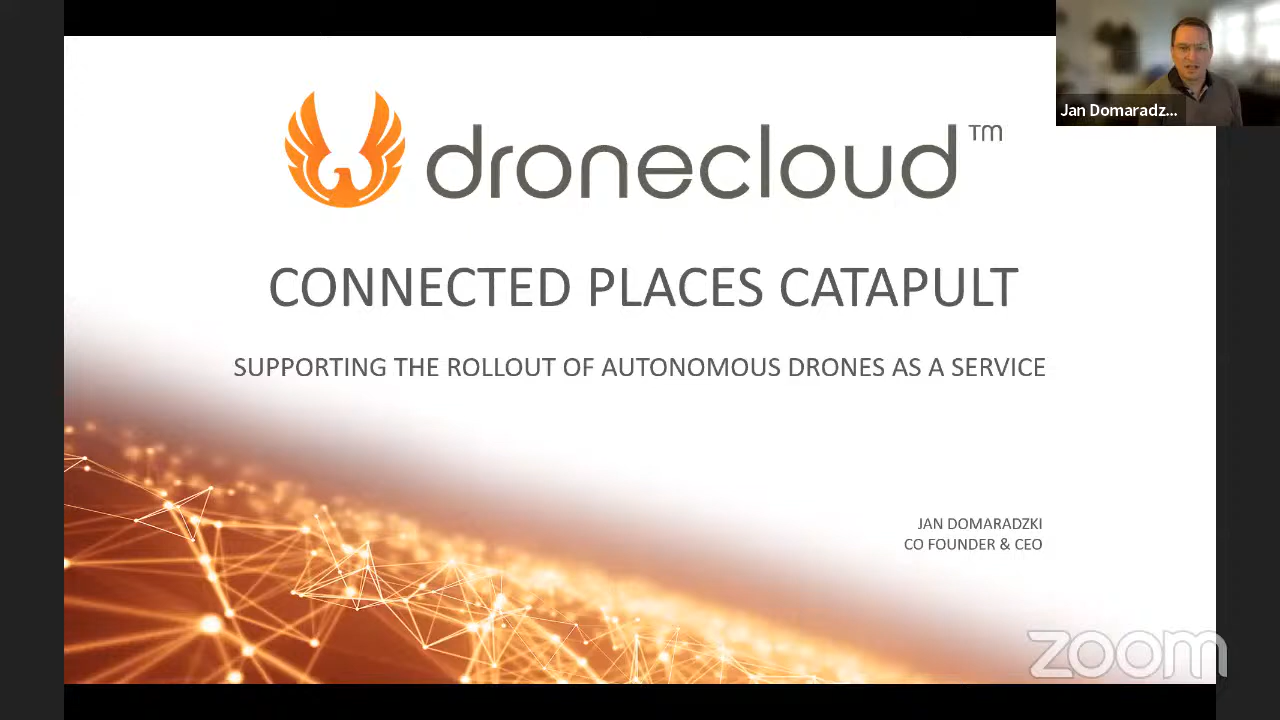 Jan Domaradz...
dronecloud™
CONNECTED PLACES CATAPULT
SUPPORTING THE ROLLOUT OF AUTONOMOUS DRONES AS A SERVICE
JAN DOMARADZKI
CO FOUNDER & CEO
zoom